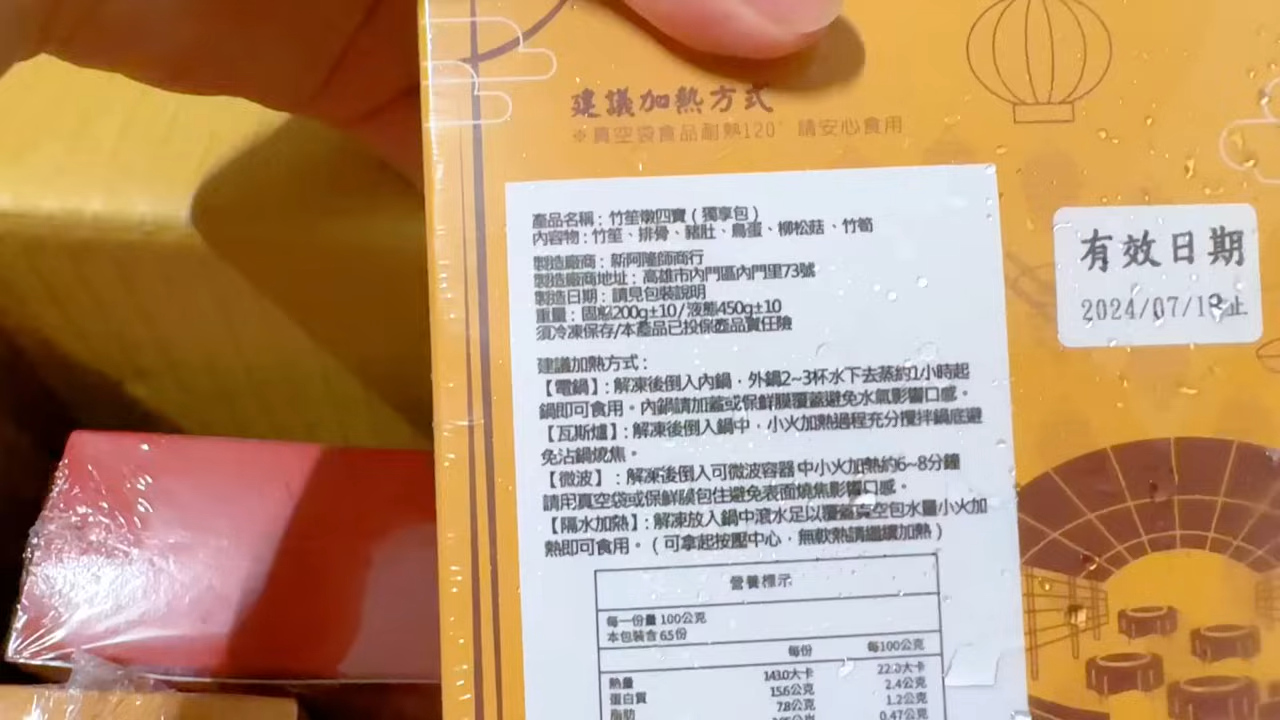 建議加熱方式
※真空袋食品耐熱120° 請安心食用
產品名稱：竹笙燉四寶（獨享包）
內容物：竹笙、排骨、豬肚、鳥蛋、柳松菇、竹筍
製造廠商：新阿隆師商行
製造廠商地址：高雄市內門區內門里73號
製造日期：請見包裝說明
重量：固形200g±10/液態450g±10
須冷凍保存/本產品已投保產品責任險
建議加熱方式：
【電鍋】：解凍後倒入內鍋，外鍋2~3杯水下去蒸約1小時起
鍋即可食用。內鍋請加蓋或保鮮膜覆蓋避免水氣影響口感。
【瓦斯爐】：解凍後倒入鍋中，小火加熱過程充分攪拌鍋底避
免沾鍋燒焦。
【微波】：解凍後倒入可微波容器 中小火加熱約6~8分鐘
請用真空袋或保鮮膜包住避免表面燒焦影響口感。
【隔水加熱】：解凍放入鍋中滾水足以覆蓋真空包水量小火加
熱即可食用。（可拿起按壓中心，無軟熱請繼續加熱）
營養標示
每一份量 100公克
本包裝含 6.5份
每份 每100公克
熱量 143.0大卡 22.0大卡
蛋白質 15.6公克 2.4公克
脂肪 7.8公克 1.2公克
0.47公克
有效日期
2024/07/18止